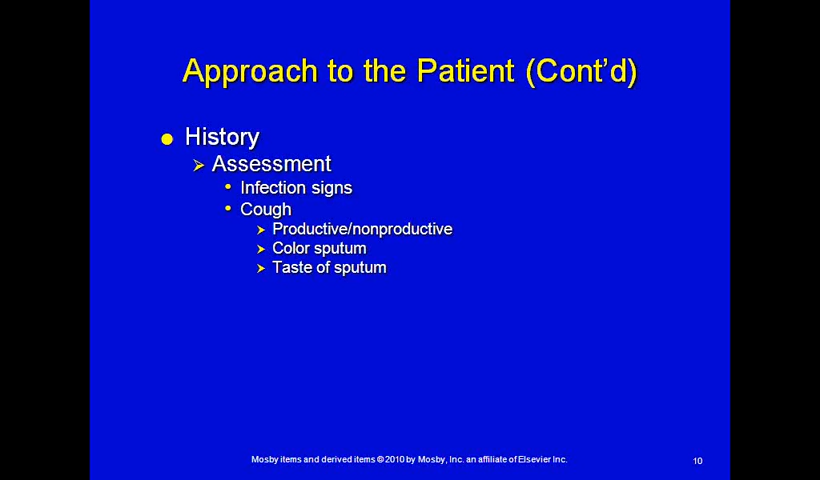 Approach to the Patient (Cont’d)
History
Assessment
Infection signs
Cough
Productive/nonproductive
Color sputum
Taste of sputum
Mosby items and derived items © 2010 by Mosby, Inc. an affiliate of Elsevier Inc.
10